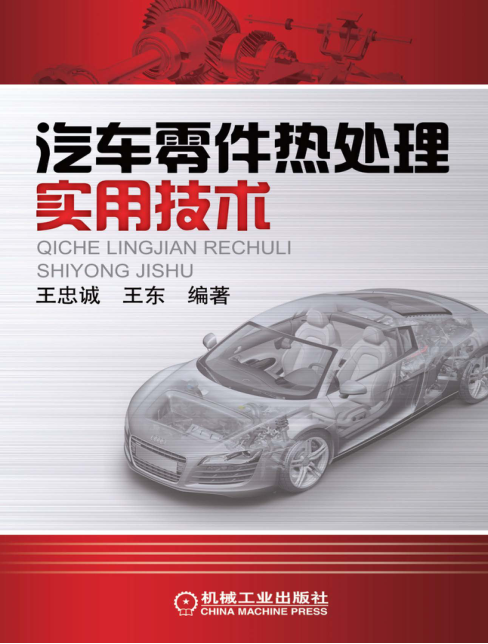 汽车零件热处理
实用技术
QICHE LINGJIAN RECHULI
SHIYONG JISHU
王忠诚 王东 编著
机械工业出版社
CHINA MACHINE PRESS